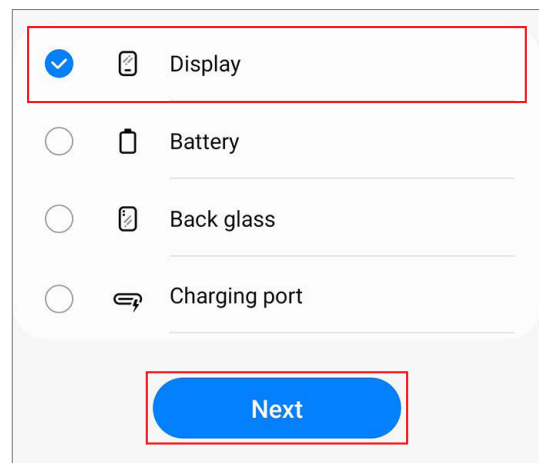 Display
Battery
Back glass
Charging port
Next